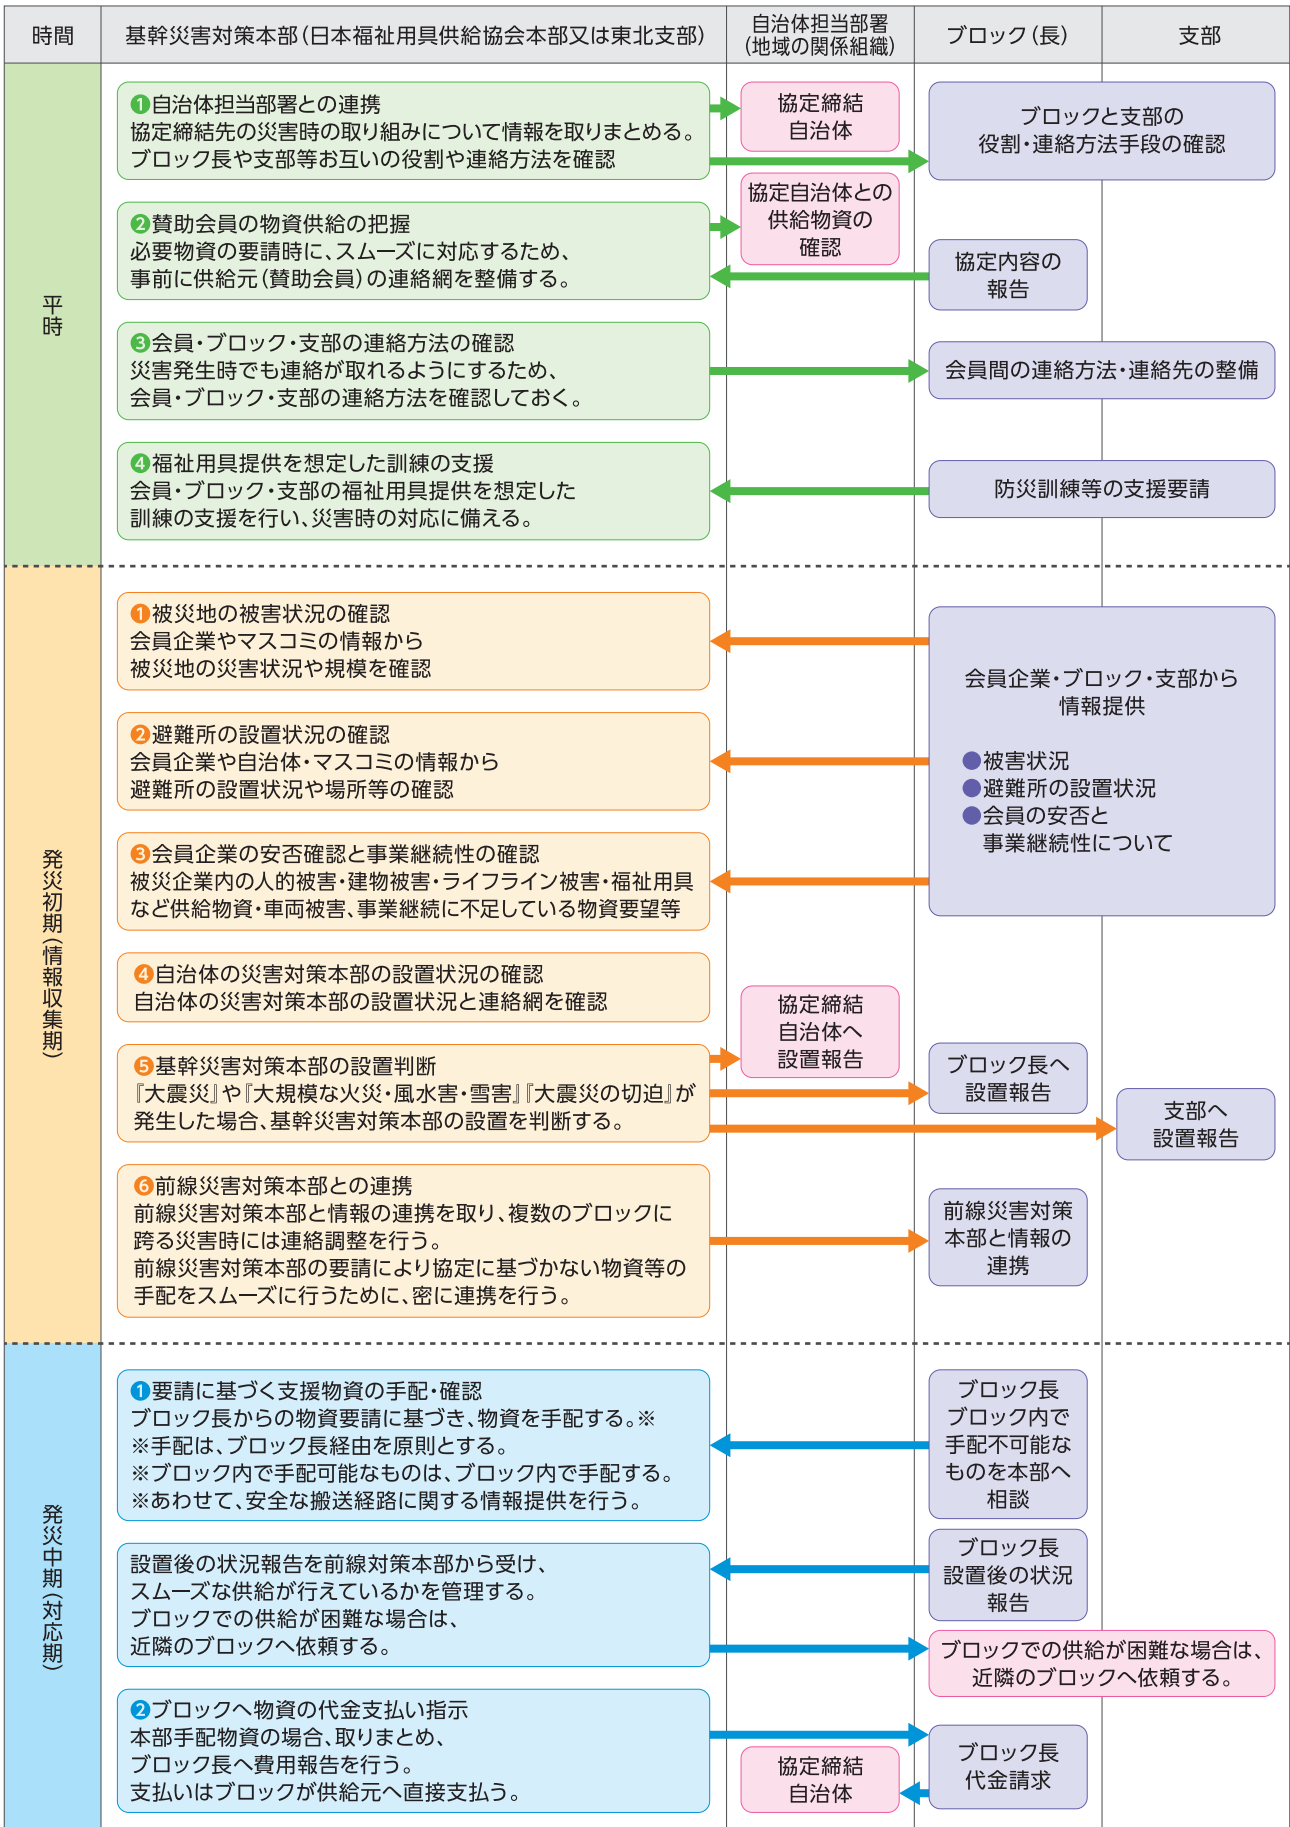 時間
基幹災害対策本部(日本福祉用具供給協会本部又は東北支部)
自治体担当部署
(地域の関係組織)
ブロック(長)
支部
平時
❶自治体担当部署との連携
協定締結先の災害時の取り組みについて情報を取りまとめる。
ブロック長や支部等お互いの役割や連絡方法を確認
協定締結
自治体
ブロックと支部の
役割・連絡方法手段の確認
❷賛助会員の物資供給の把握
必要物資の要請時に、スムーズに対応するため、
事前に供給元(賛助会員)の連絡網を整備する。
協定自治体との
供給物資の
確認
協定内容の
報告
❸会員・ブロック・支部の連絡方法の確認
災害発生時でも連絡が取れるようにするため、
会員・ブロック・支部の連絡方法を確認しておく。
会員間の連絡方法・連絡先の整備
❹福祉用具提供を想定した訓練の支援
会員・ブロック・支部の福祉用具提供を想定した
訓練の支援を行い、災害時の対応に備える。
防災訓練等の支援要請
発災初期(情報収集期)
❶被災地の被害状況の確認
会員企業やマスコミの情報から
被災地の災害状況や規模を確認
❷避難所の設置状況の確認
会員企業や自治体・マスコミの情報から
避難所の設置状況や場所等の確認
❸会員企業の安否確認と事業継続性の確認
被災企業内の人的被害・建物被害・ライフライン被害・福祉用具
など供給物資・車両被害、事業継続に不足している物資要望等
会員企業・ブロック・支部から
情報提供
●被害状況
●避難所の設置状況
●会員の安否と
事業継続性について
❹自治体の災害対策本部の設置状況の確認
自治体の災害対策本部の設置状況と連絡網を確認
❺基幹災害対策本部の設置判断
『大震災』や『大規模な火災・風水害・雪害』『大震災の切迫』が
発生した場合、基幹災害対策本部の設置を判断する。
協定締結
自治体へ
設置報告
ブロック長へ
設置報告
支部へ
設置報告
❻前線災害対策本部との連携
前線災害対策本部と情報の連携を取り、複数のブロックに
跨る災害時には連絡調整を行う。
前線災害対策本部の要請により協定に基づかない物資等の
手配をスムーズに行うために、密に連携を行う。
前線災害対策
本部と情報の
連携
発災中期(対応期)
❶要請に基づく支援物資の手配・確認
ブロック長からの物資要請に基づき、物資を手配する。※
※手配は、ブロック長経由を原則とする。
※ブロック内で手配可能なものは、ブロック内で手配する。
※あわせて、安全な搬送経路に関する情報提供を行う。
ブロック長
ブロック内で
手配不可能な
ものを本部へ
相談
設置後の状況報告を前線対策本部から受け、
スムーズな供給が行えているかを管理する。
ブロックでの供給が困難な場合は、
近隣のブロックへ依頼する。
ブロック長
設置後の状況
報告
ブロックでの供給が困難な場合は、
近隣のブロックへ依頼する。
❷ブロックへ物資の代金支払い指示
本部手配物資の場合、取りまとめ、
ブロック長へ費用報告を行う。
支払いはブロックが供給元へ直接支払う。
協定締結
自治体
ブロック長
代金請求